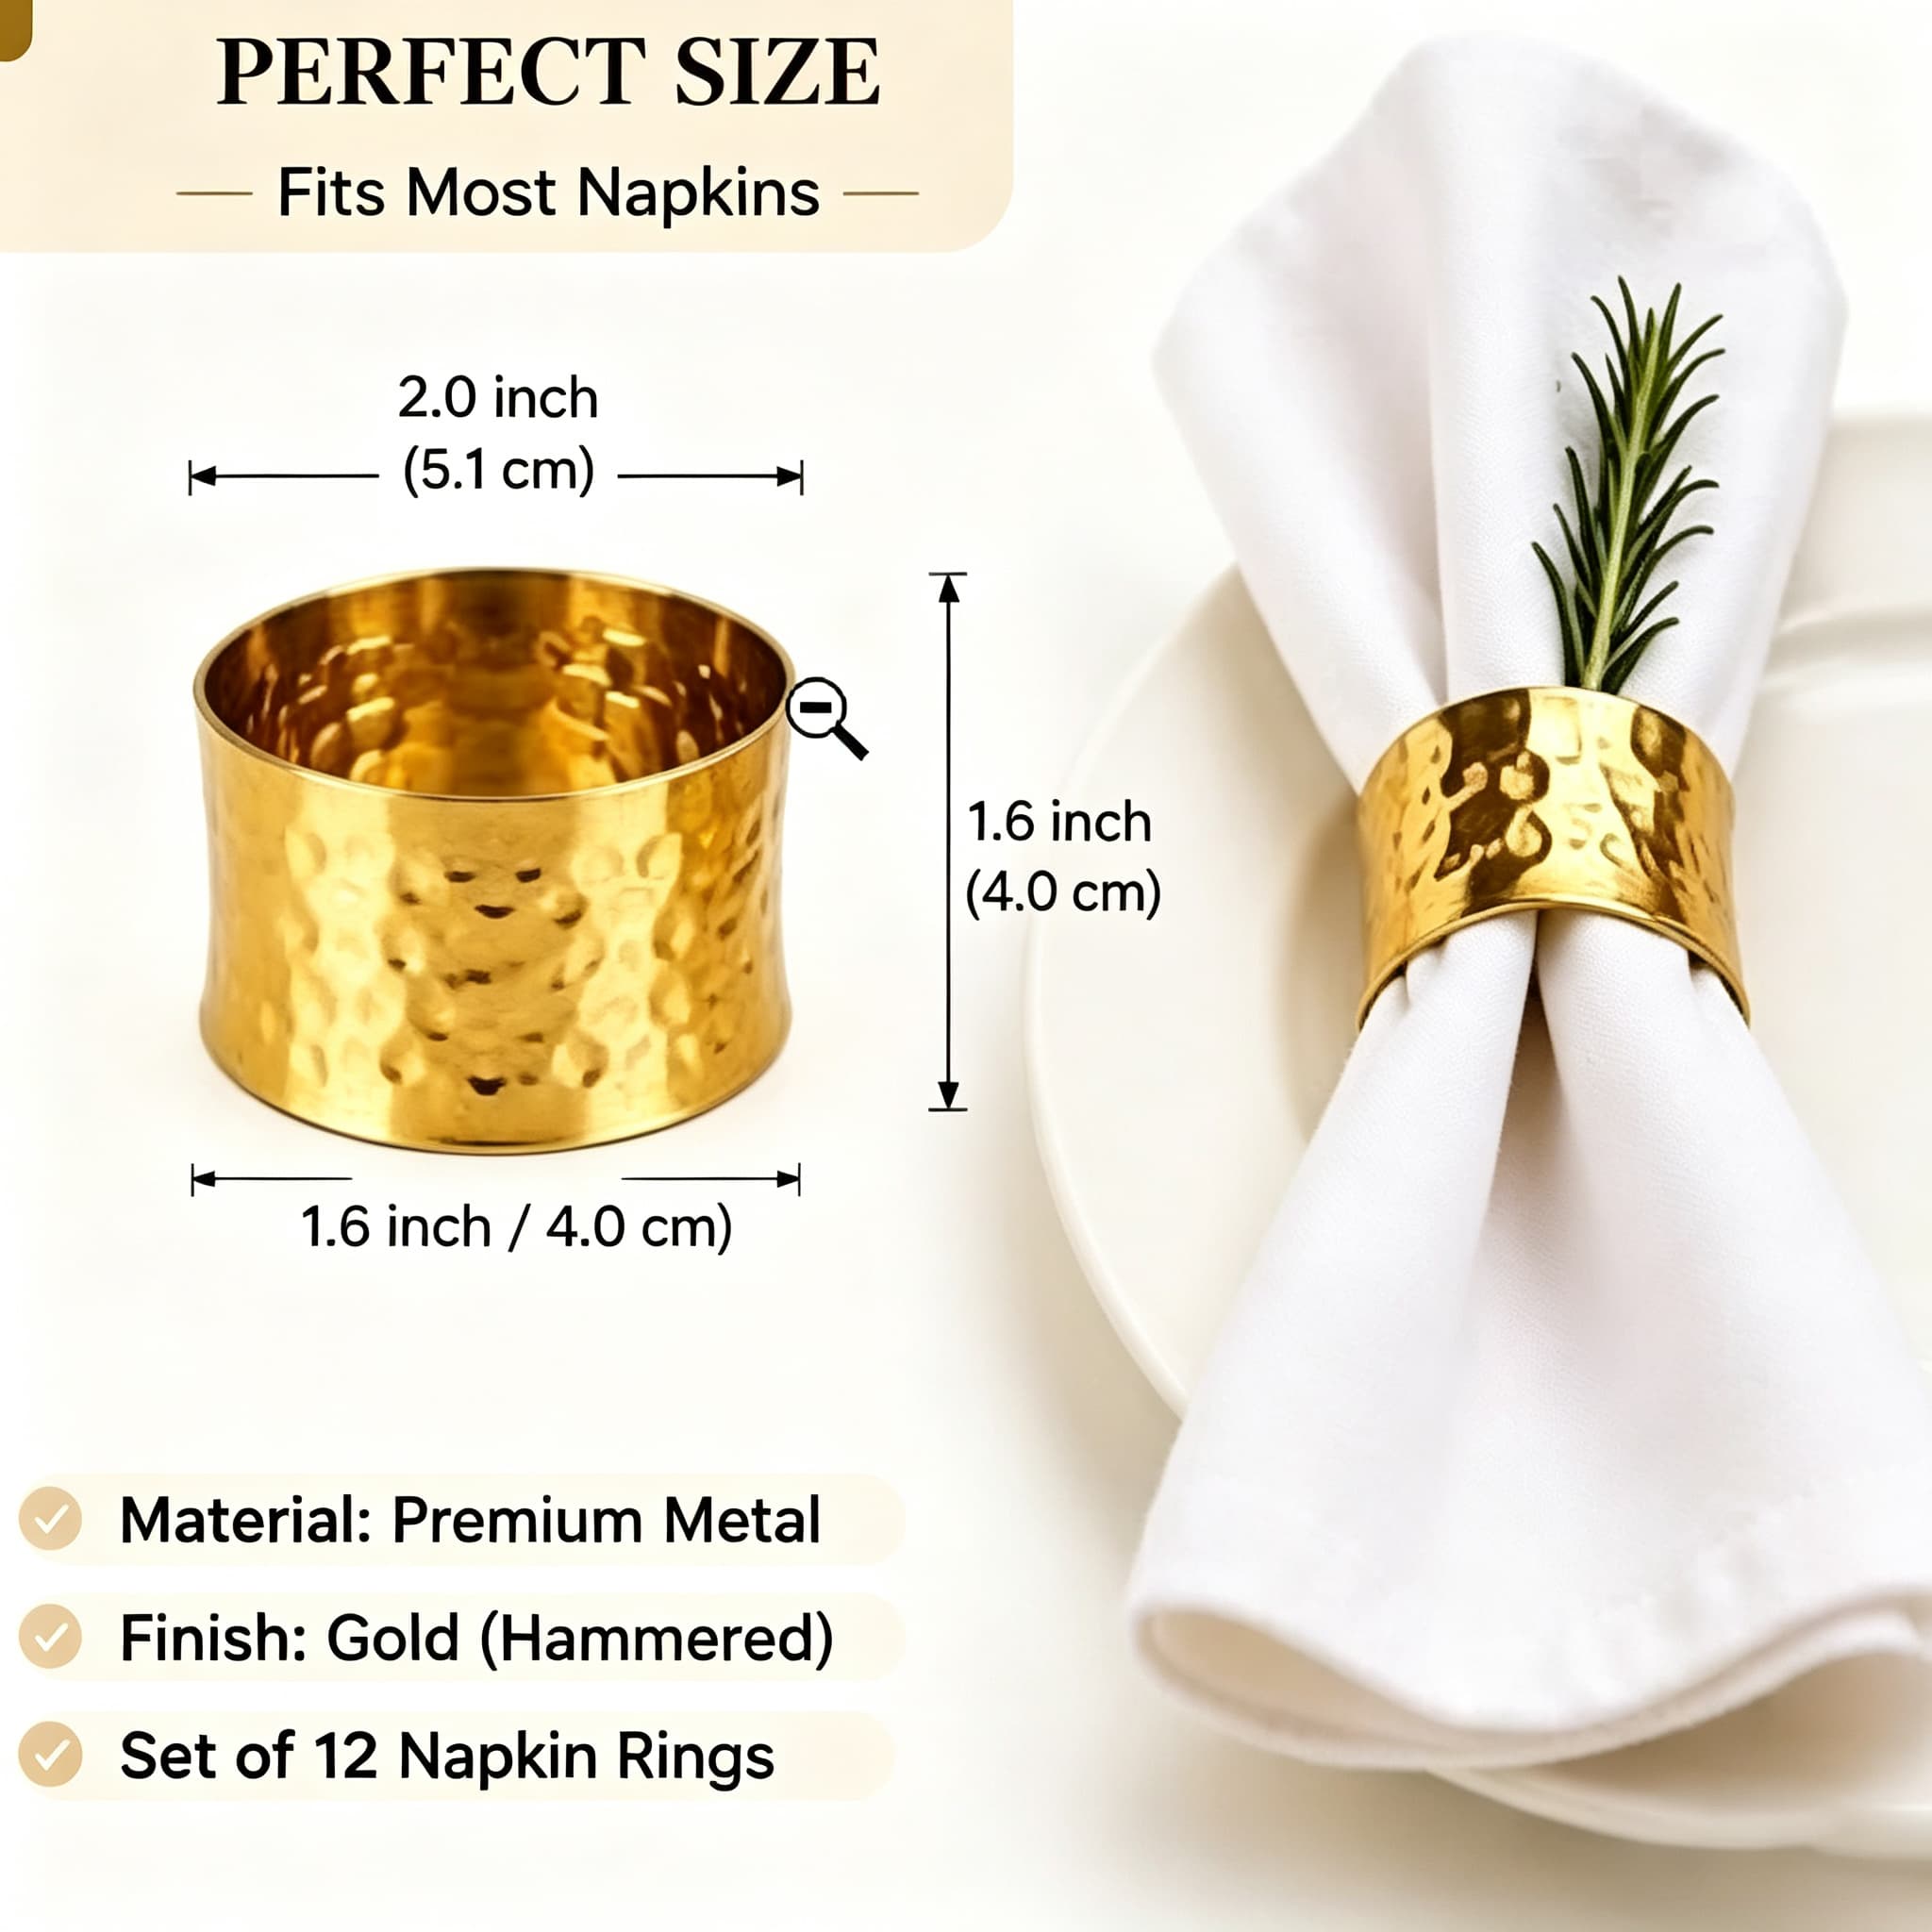 PERFECT SIZE
Fits Most Napkins
2.0 inch
(5.1 cm)
1.6 inch
(4.0 cm)
1.6 inch / 4.0 cm)
Material: Premium Metal
Finish: Gold (Hammered)
Set of 12 Napkin Rings